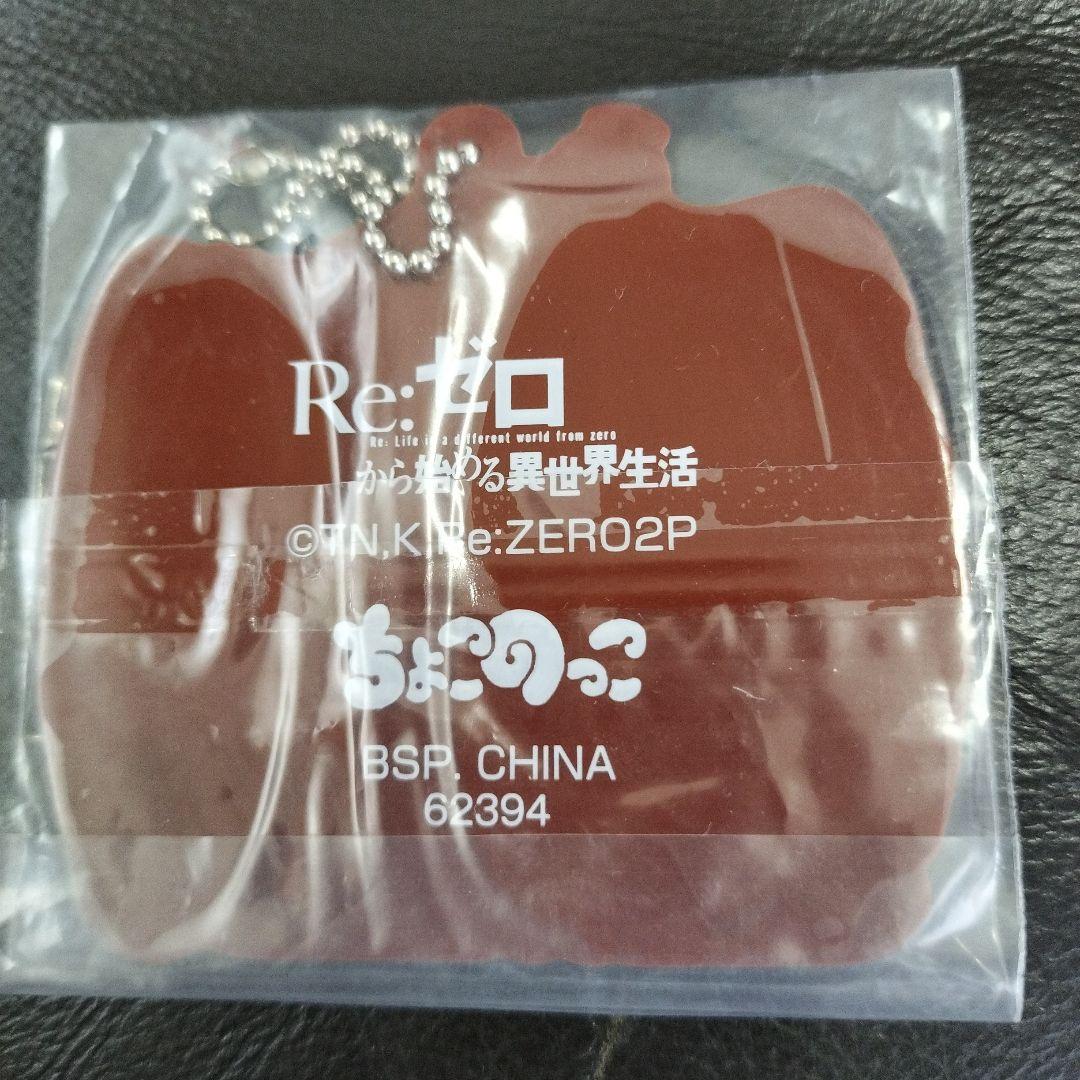 Re:ゼロ
Re: Life in a different world from zero
から始める異世界生活
©TN,K/Re:ZERO2P
ちょこのっこ
BSP. CHINA
62394